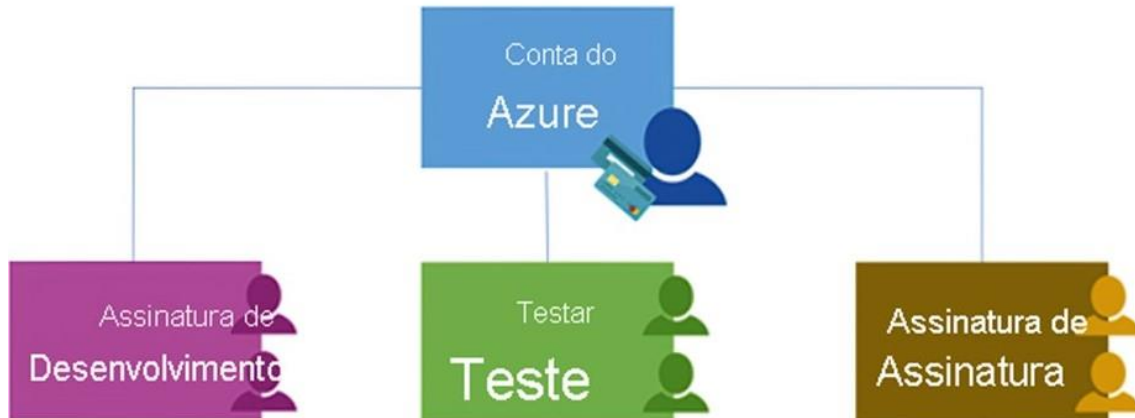 Conta do
Azure
Assinatura de
Desenvolvimento
Testar
Teste
Assinatura de
Assinatura